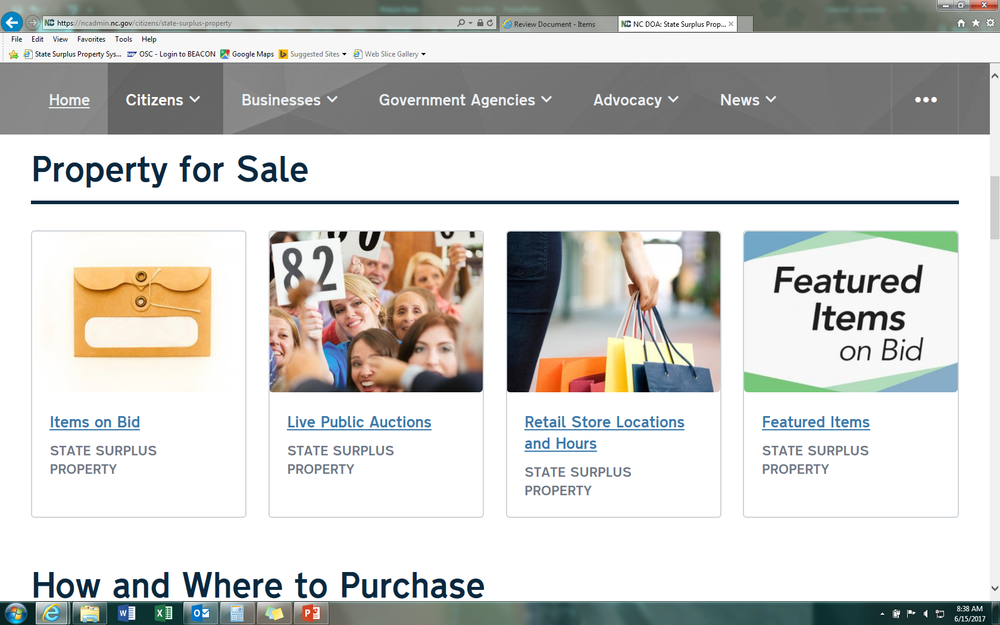 https://ncadmin.nc.gov/citizens/state-surplus-property
Review Document - Items
NC DOA: State Surplus Prop...
File Edit View Favorites Tools Help
State Surplus Property Sys... OSC - Login to BEACON Google Maps Suggested Sites Web Slice Gallery
Home Citizens Businesses Government Agencies Advocacy News
Property for Sale
82
Featured
Items
on Bid
Items on Bid
STATE SURPLUS
PROPERTY
Live Public Auctions
STATE SURPLUS
PROPERTY
Retail Store Locations
and Hours
STATE SURPLUS
PROPERTY
Featured Items
STATE SURPLUS
PROPERTY
How and Where to Purchase
8:38 AM
6/15/2017